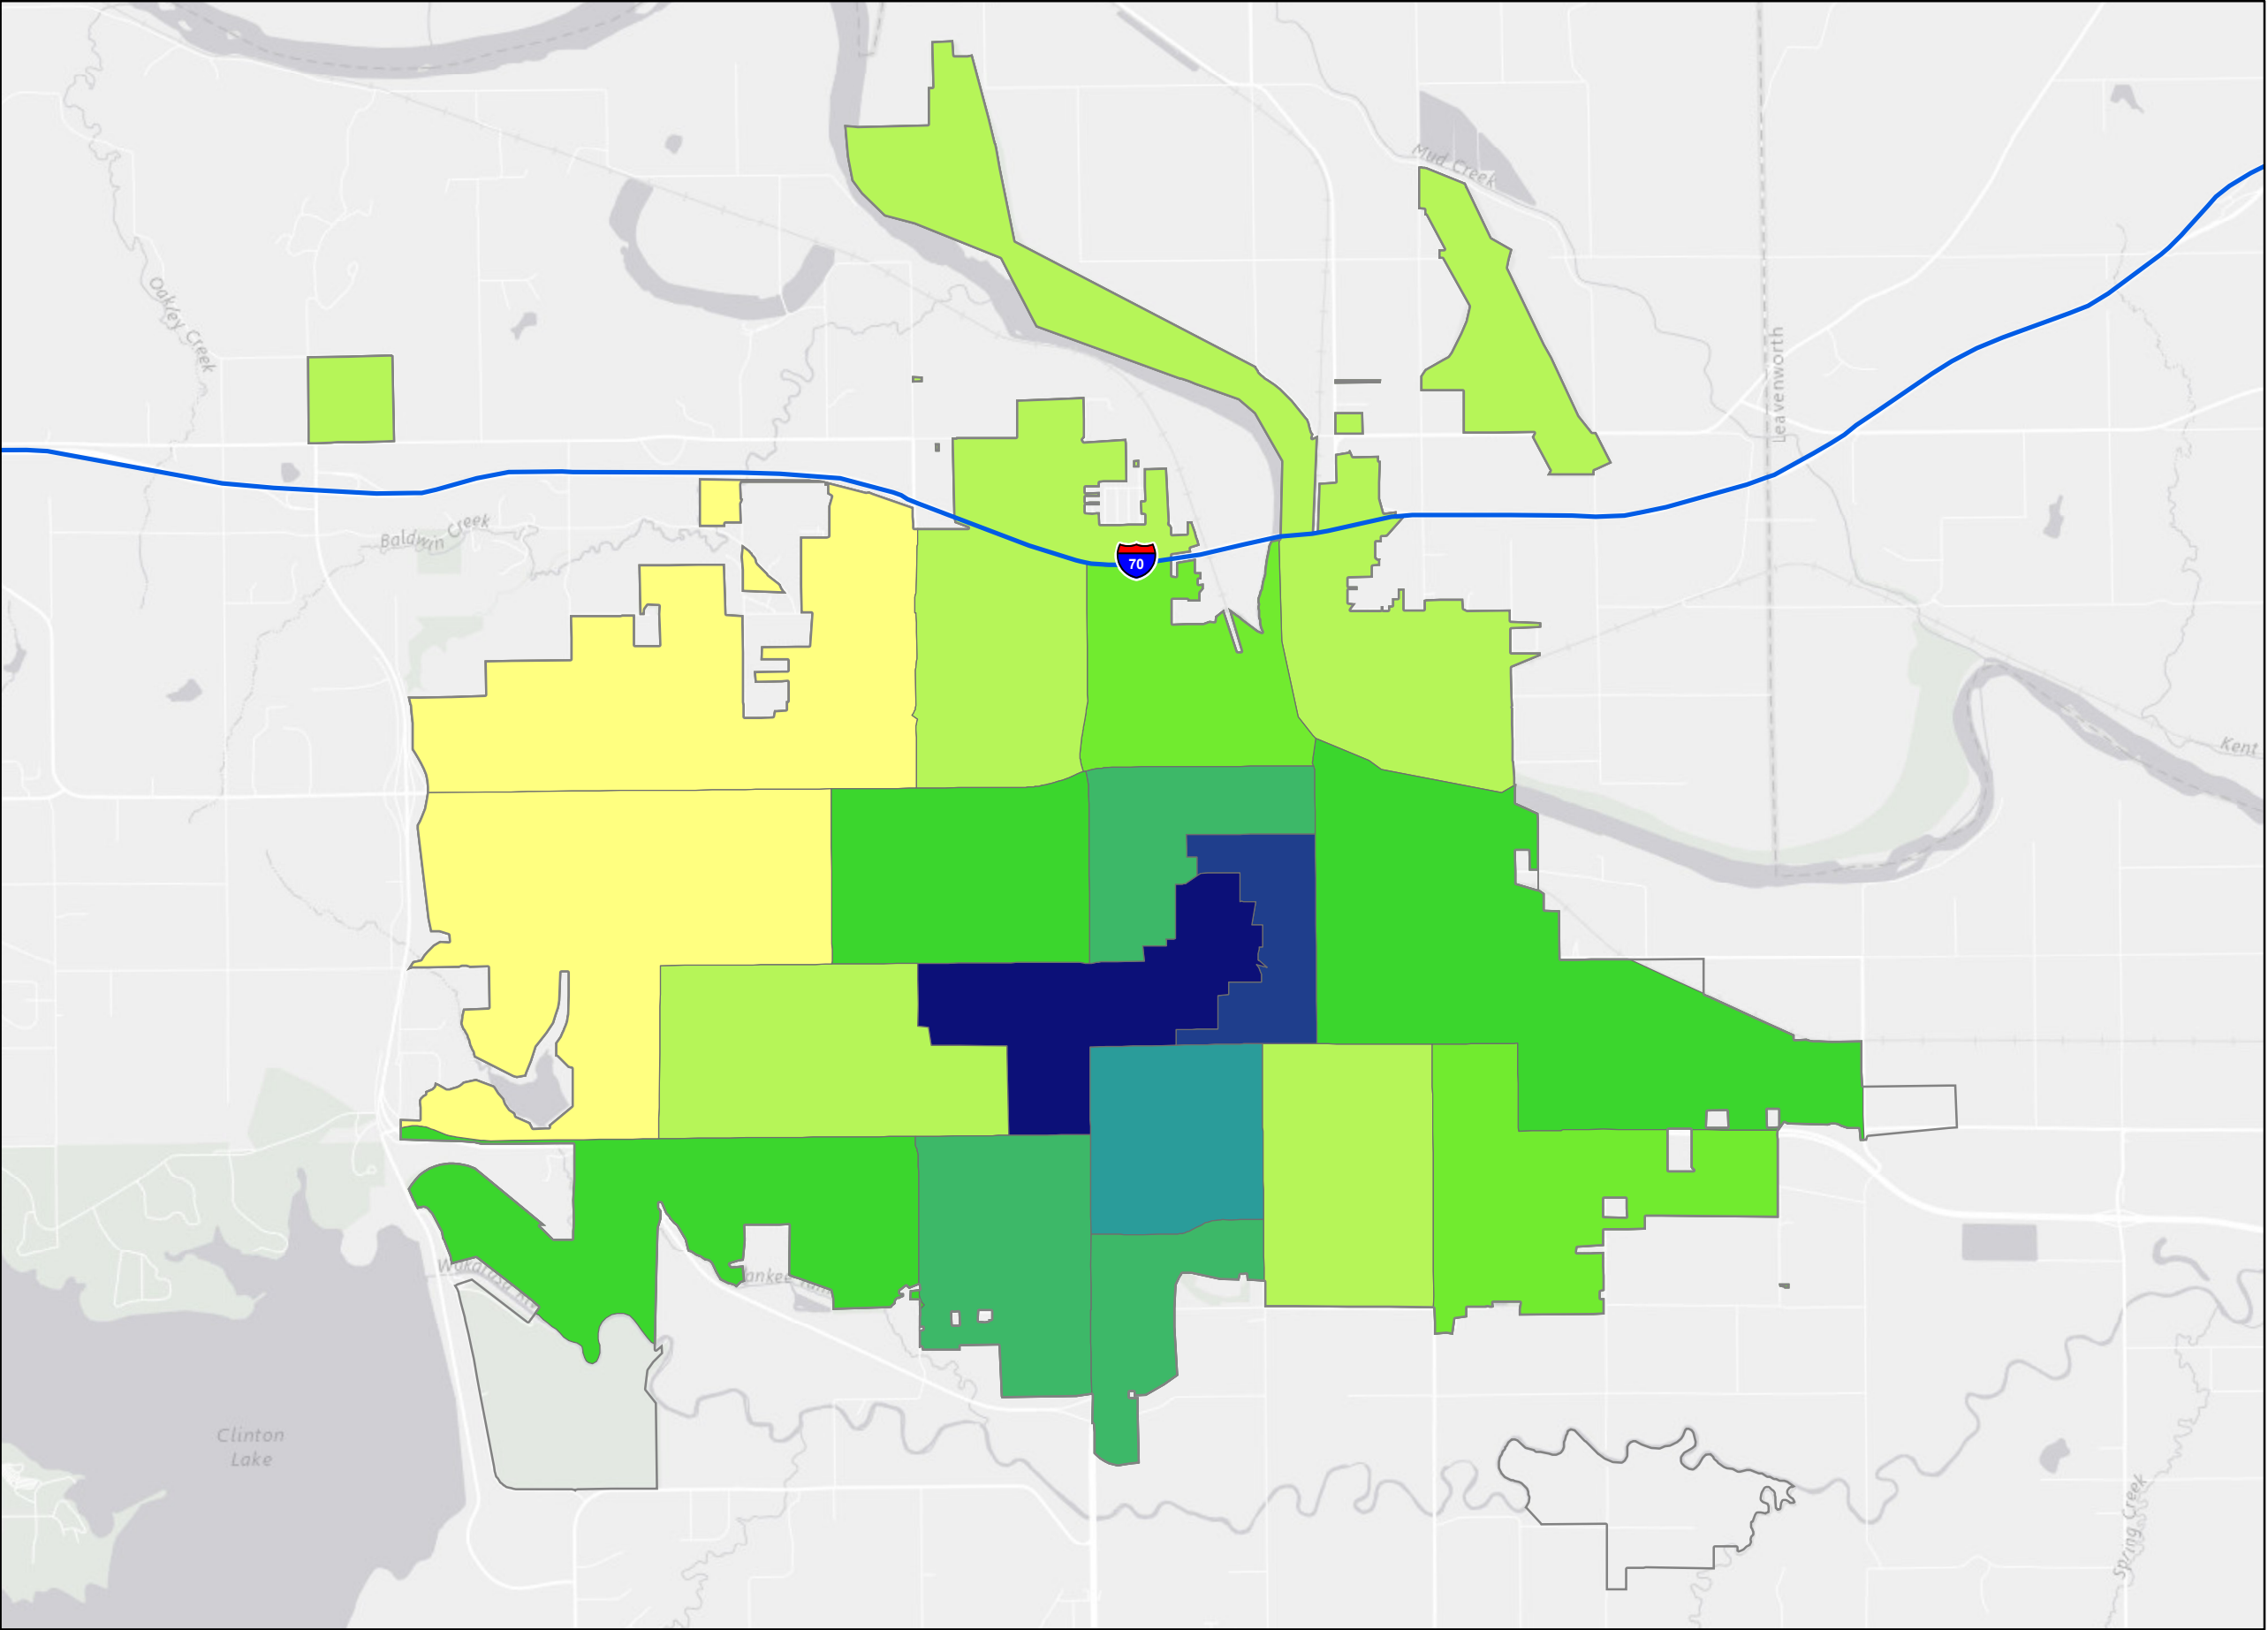 Mud Creek
Oakley Creek
Leavenworth
Baldwin Creek
70
Kent
Clinton
Lake
Spring Creek